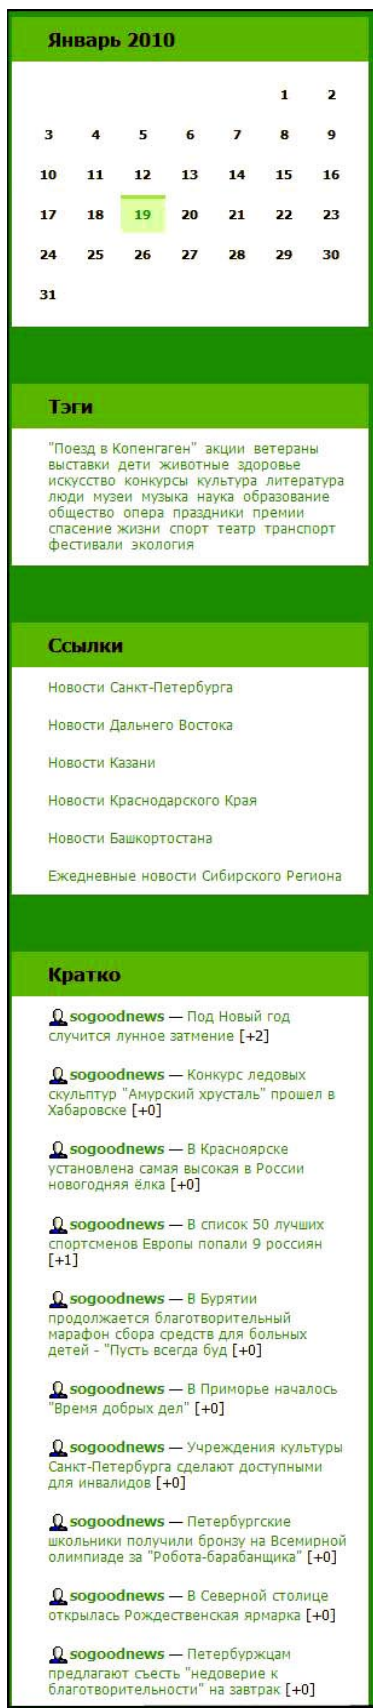 Январь 2010
1 2
3 4 5 6 7 8 9
10 11 12 13 14 15 16
17 18 19 20 21 22 23
24 25 26 27 28 29 30
31
Тэги
"Поезд в Копенгаген" акции ветераны
выставки дети животные здоровье
искусство конкурсы культура литература
люди музеи музыка наука образование
общество опера праздники премии
спасение жизни спорт театр транспорт
фестивали экология
Ссылки
Новости Санкт-Петербурга
Новости Дальнего Востока
Новости Казани
Новости Краснодарского Края
Новости Башкортостана
Ежедневные новости Сибирского Региона
Кратко
sogoodnews — Под Новый год
случится лунное затмение [+2]
sogoodnews — Конкурс ледовых
скульптур "Амурский хрусталь" прошел в
Хабаровске [+0]
sogoodnews — В Красноярске
установлена самая высокая в России
новогодняя ёлка [+0]
sogoodnews — В список 50 лучших
спортсменов Европы попали 9 россиян
[+1]
sogoodnews — В Бурятии
продолжается благотворительный
марафон сбора средств для больных
детей - "Пусть всегда буд [+0]
sogoodnews — В Приморье началось
"Время добрых дел" [+0]
sogoodnews — Учреждения культуры
Санкт-Петербурга сделают доступными
для инвалидов [+0]
sogoodnews — Петербургские
школьники получили бронзу на Всемирной
олимпиаде за "Робота-барабанщика" [+0]
sogoodnews — В Северной столице
открылась Рождественская ярмарка [+0]
sogoodnews — Петербуржцам
предлагают съесть "недоверие к
благотворительности" на завтрак [+0]